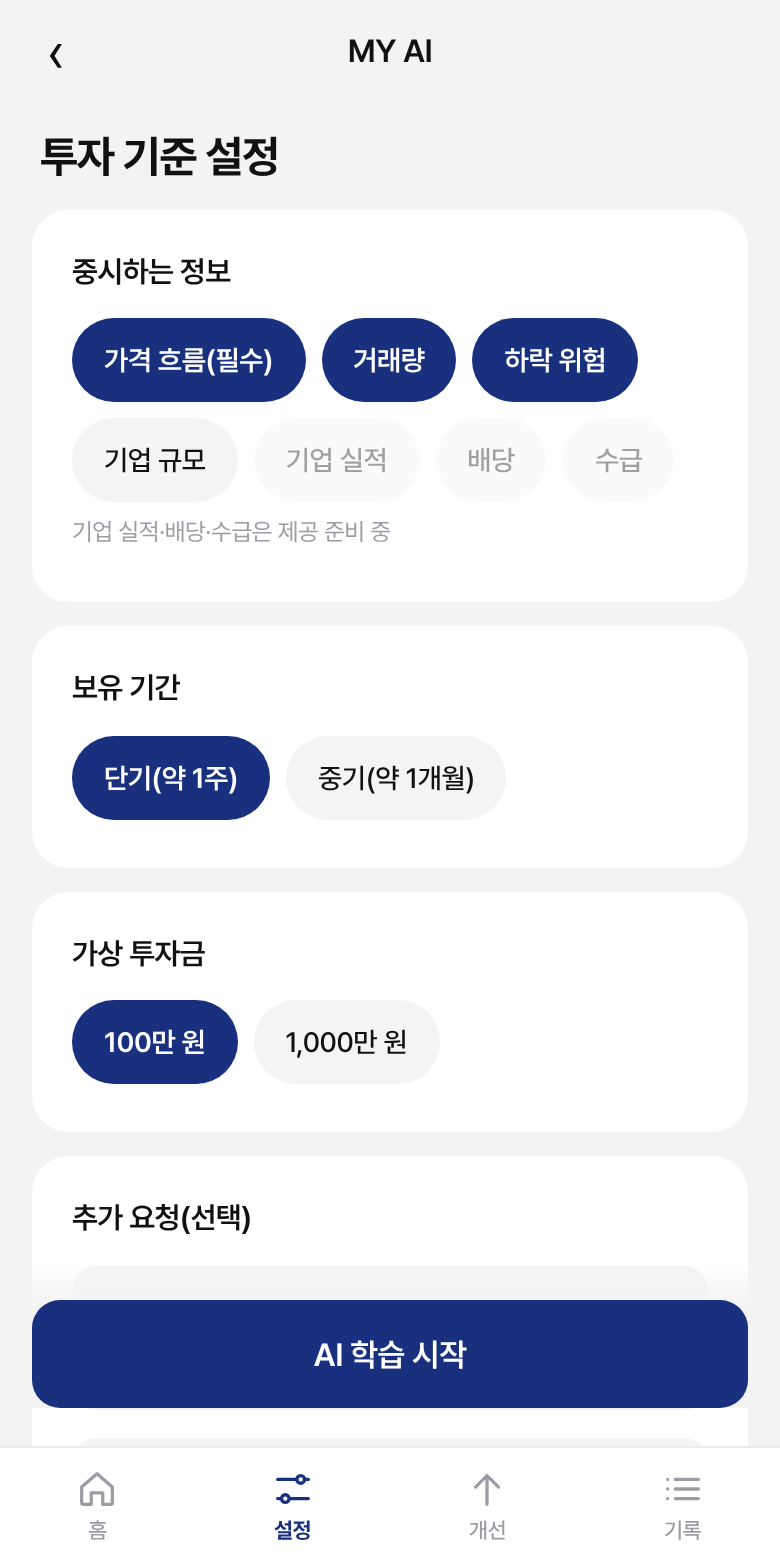 MY AI
투자 기준 설정
중시하는 정보
가격 흐름(필수) 거래량 하락 위험
기업 규모 기업 실적 배당 수급
기업 실적·배당·수급은 제공 준비 중
보유 기간
단기(약 1주) 중기(약 1개월)
가상 투자금
100만 원 1,000만 원
추가 요청(선택)
AI 학습 시작
홈 설정 개선 기록